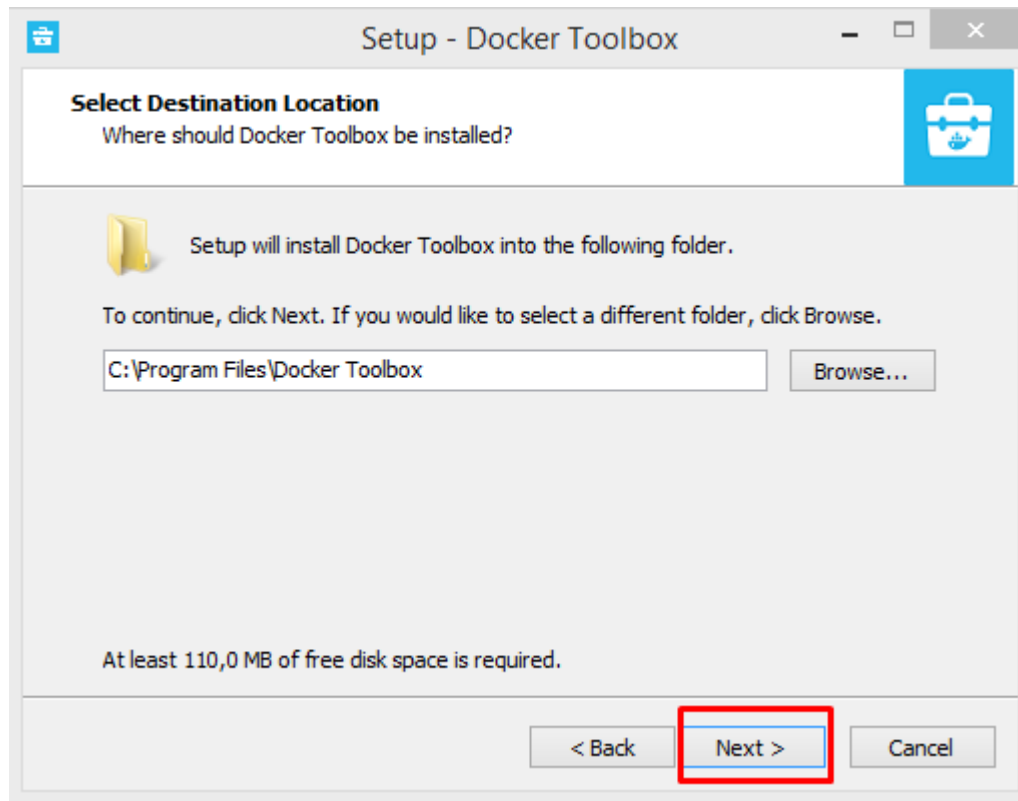 Setup - Docker Toolbox
Select Destination Location
Where should Docker Toolbox be installed?
Setup will install Docker Toolbox into the following folder.
To continue, click Next. If you would like to select a different folder, click Browse.
C:\Program Files\Docker Toolbox
Browse...
At least 110,0 MB of free disk space is required.
< Back
Next >
Cancel